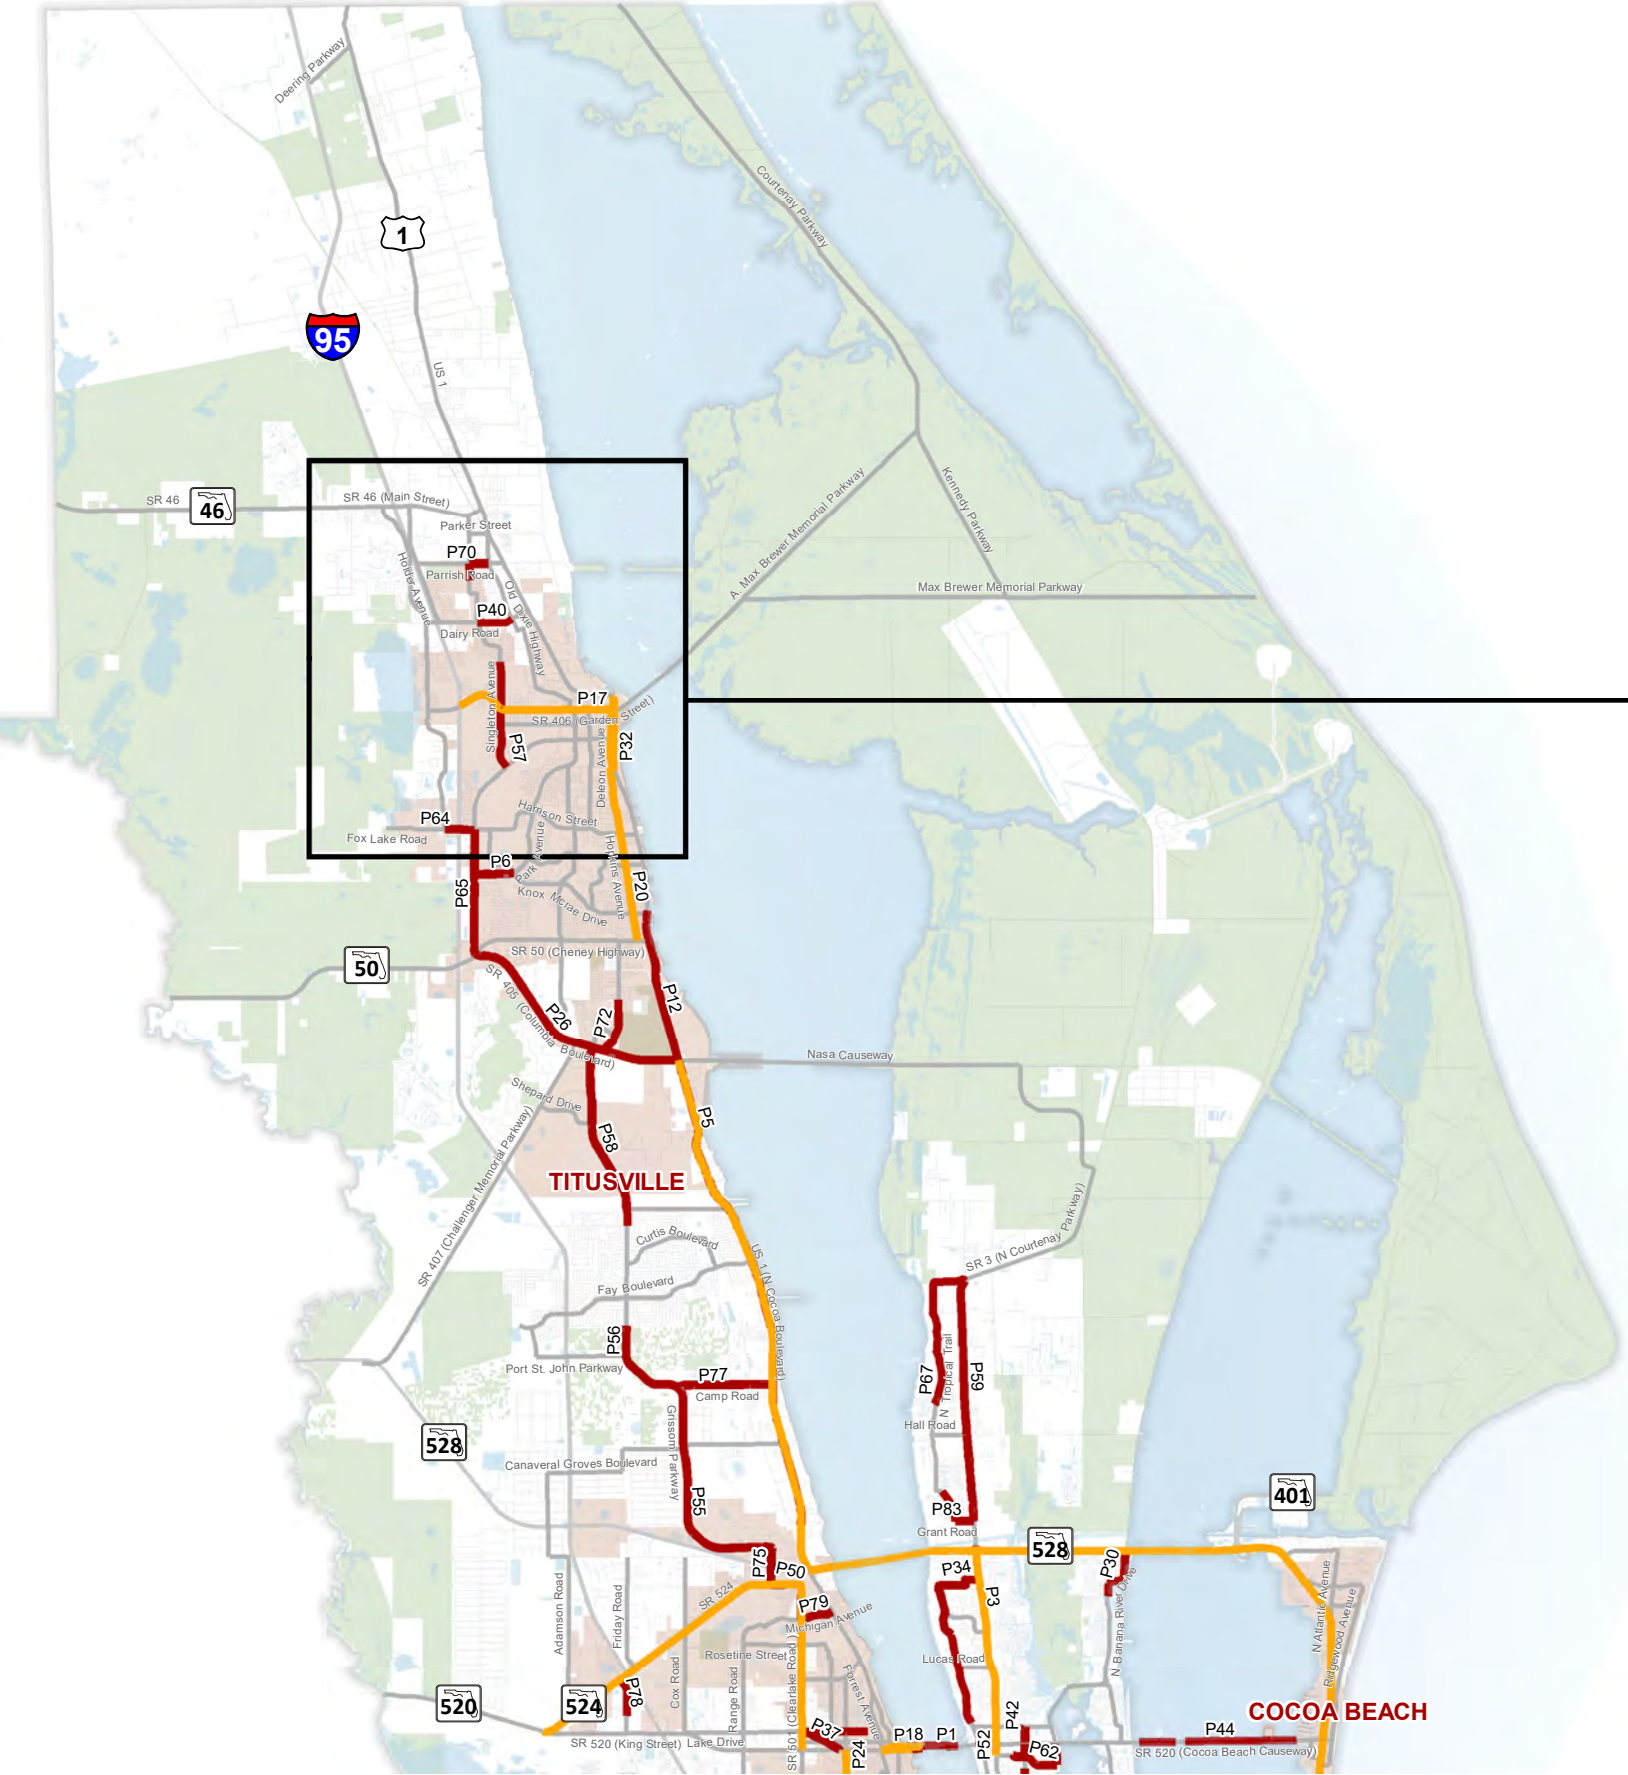 Deering Parkway
1
Courtenay Parkway
95
US 1
SR 46
46
SR 46 (Main Street)
Parker Street
P70
Parrish Road
Holder Avenue
Old Dixie Highway
P40
Dairy Road
A. Max Brewer Memorial Parkway
Kennedy Parkway
Max Brewer Memorial Parkway
Singleton Avenue
P17
SR 406 (Garden Street)
P57
Deleon Avenue
P32
P64
Fox Lake Road
Harrison Street
P6
Park Avenue
Hopkins Avenue
P65
Knox Mcrae Drive
P20
50
SR 50 (Cheney Highway)
SR 405 (Columbia Boulevard)
P26
P72
P12
Nasa Causeway
Shepard Drive
P5
P58
SR 407 (Challenger Memorial Parkway)
TITUSVILLE
Curtis Boulevard
SR 3 (N Courtenay Parkway)
US 1 (N Cocoa Boulevard)
Fay Boulevard
P56
Port St. John Parkway
P77
Camp Road
P67
N Tropical Trail
P59
Hall Road
528
Grissom Parkway
Canaveral Groves Boulevard
P55
P83
Grant Road
401
528
P75
P50
P34
P30
P3
SR 524
P79
Michigan Avenue
Adamson Road
Friday Road
Rosetine Street
Lucas Road
N Banana River Drive
N Atlantic Avenue
Ridgewood Avenue
520
524
P78
Cox Road
Range Road
SR 501 (Clearlake Road )
Forrest Avenue
COCOA BEACH
SR 520 (King Street)
Lake Drive
P37
P24
P18
P1
P52
P42
P62
P44
SR 520 (Cocoa Beach Causeway)